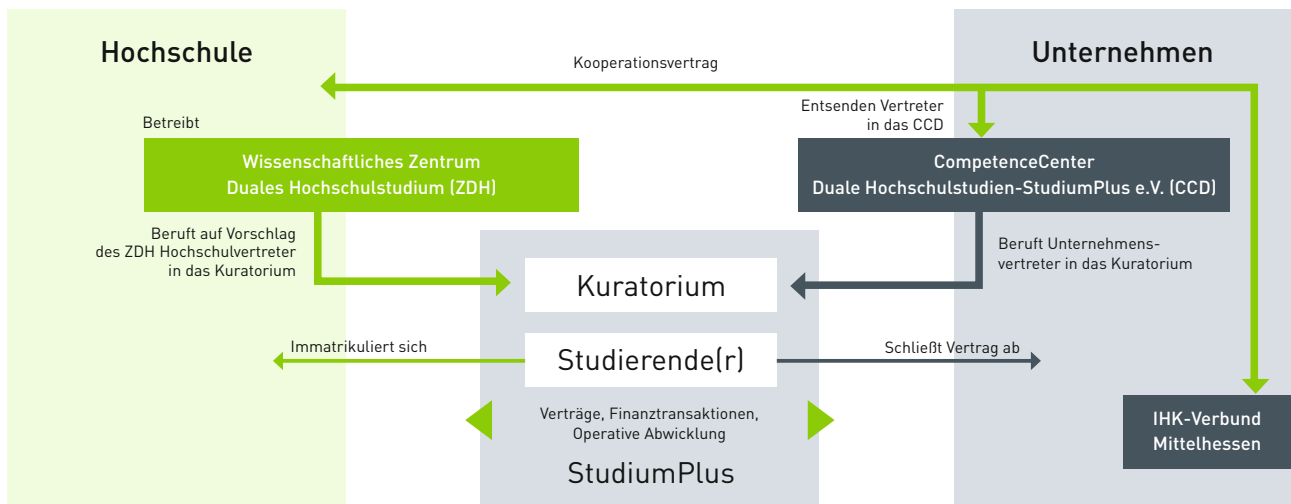 Hochschule
Unternehmen
Kooperationsvertrag
Betreibt
Entsenden Vertreter
in das CCD
Wissenschaftliches Zentrum
Duales Hochschulstudium (ZDH)
CompetenceCenter
Duale Hochschulstudien-StudiumPlus e.V. (CCD)
Beruft auf Vorschlag
des ZDH Hochschulvertreter
in das Kuratorium
Beruft Unternehmens-
vertreter in das Kuratorium
Kuratorium
Immatrikuliert sich
Studierende(r)
Schließt Vertrag ab
Verträge, Finanztransaktionen,
Operative Abwicklung
StudiumPlus
IHK-Verbund
Mittelhessen